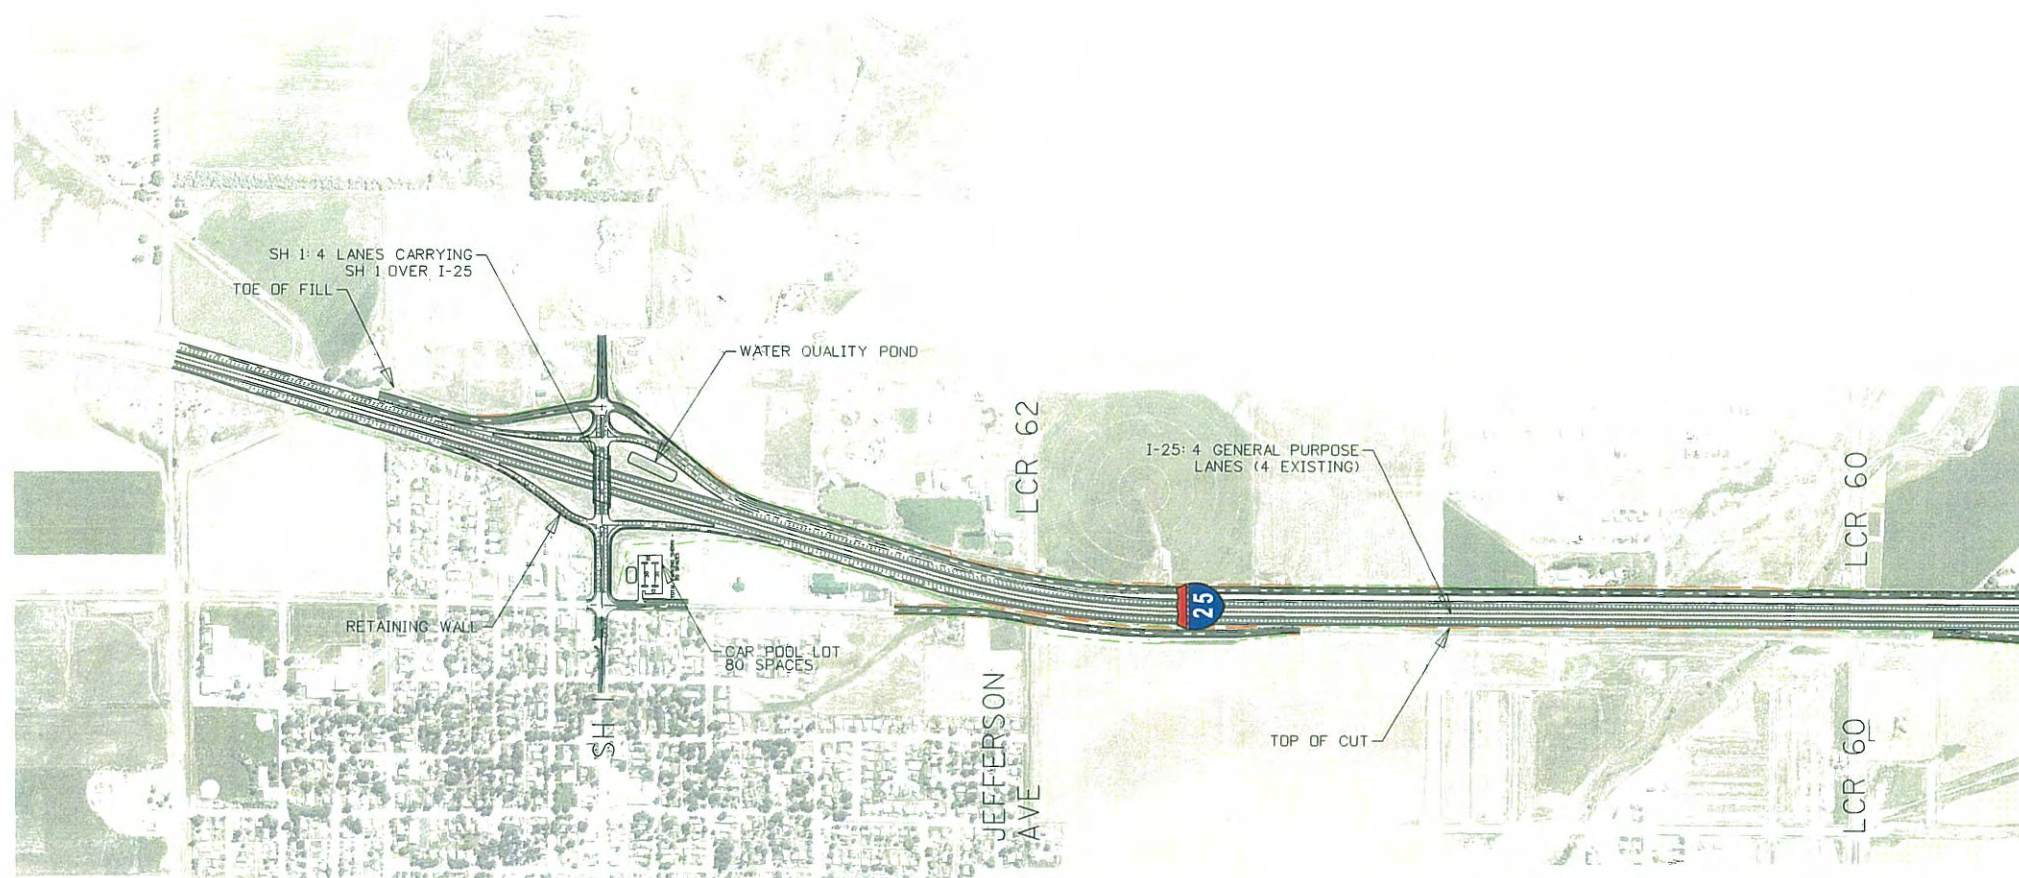 SH 1: 4 LANES CARRYING
SH 1 OVER I-25
TOE OF FILL
WATER QUALITY POND
LCR 62
I-25: 4 GENERAL PURPOSE
LANES (4 EXISTING)
LCR 60
25
RETAINING WALL
CAR POOL LOT
80 SPACES
SH 1
JEFFERSON
AVE
TOP OF CUT
LCR 60